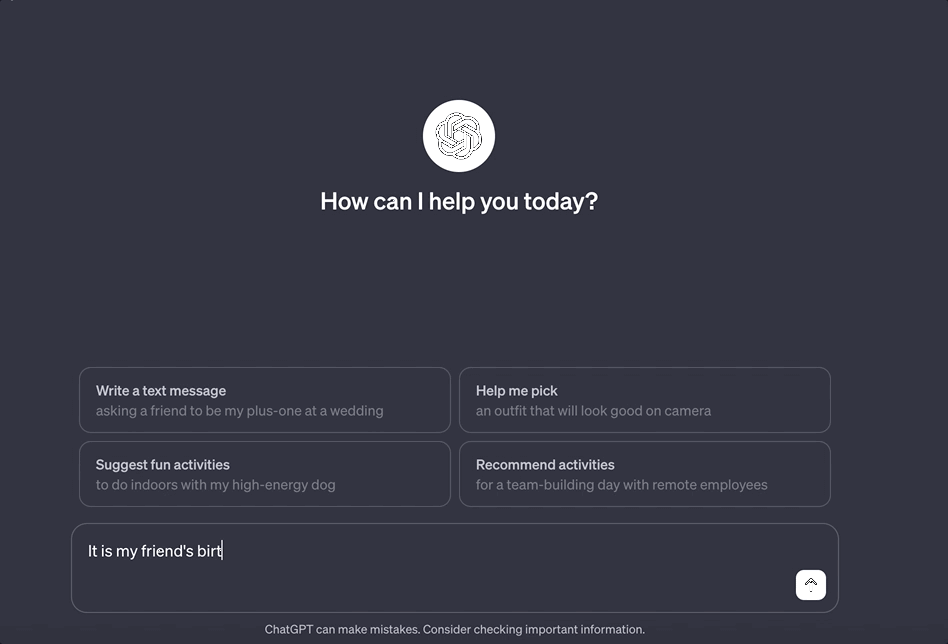 How can I help you today?
Write a text message
asking a friend to be my plus-one at a wedding
Help me pick
an outfit that will look good on camera
Suggest fun activities
to do indoors with my high-energy dog
Recommend activities
for a team-building day with remote employees
It is my friend's birt
ChatGPT can make mistakes. Consider checking important information.